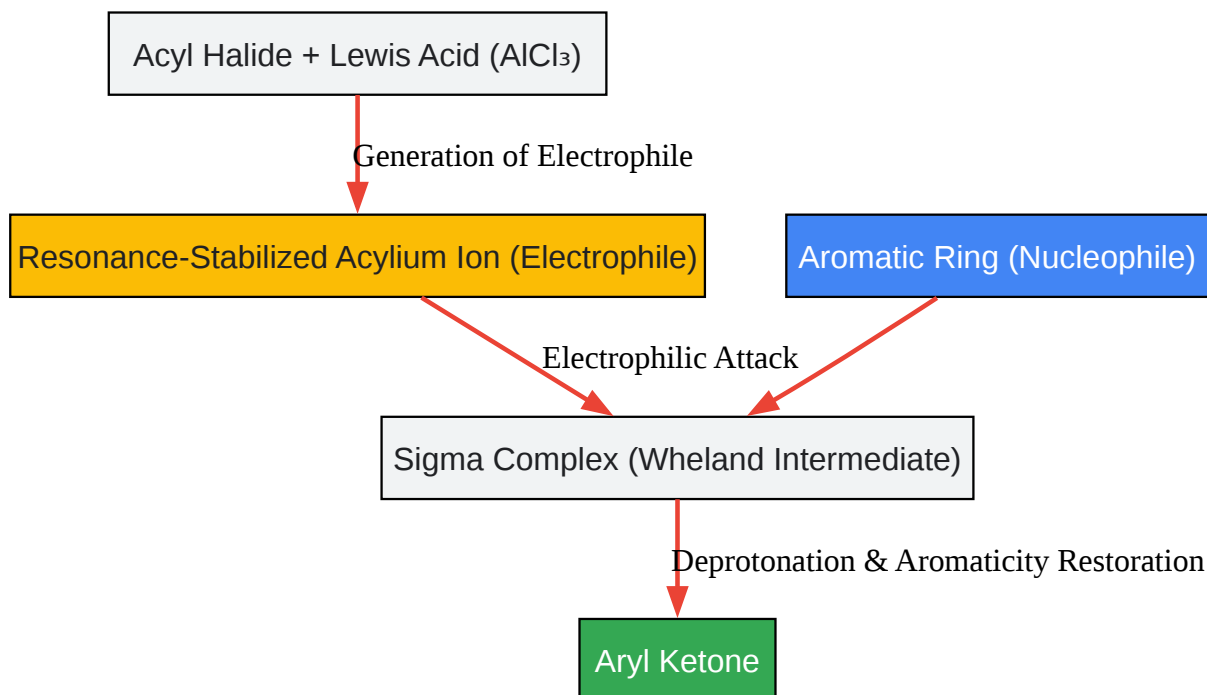 Acyl Halide + Lewis Acid (AlCl₃)
Generation of Electrophile
Resonance-Stabilized Acylium Ion (Electrophile)
Aromatic Ring (Nucleophile)
Electrophilic Attack
Sigma Complex (Wheland Intermediate)
Deprotonation & Aromaticity Restoration
Aryl Ketone